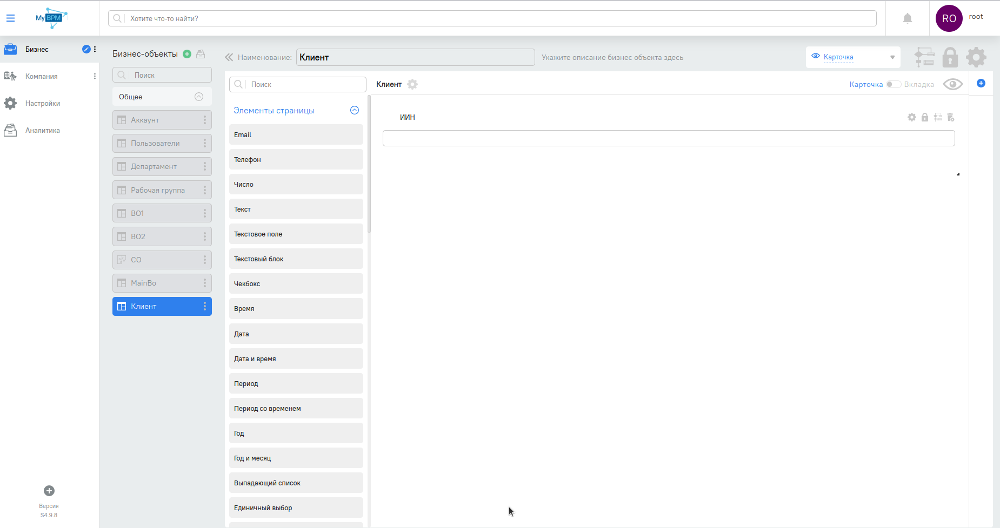 MyBPM
Хотите что-то найти?
RO
root
Бизнес
Компания
Настройки
Аналитика
Версия
S4.9.8
Бизнес-объекты
Поиск
Общее
Аккаунт
Пользователи
Департамент
Рабочая группа
BO1
BO2
CO
MainBo
Клиент
Наименование:
Клиент
Укажите описание бизнес объекта здесь
Карточка
Поиск
Элементы страницы
Email
Телефон
Число
Текст
Текстовое поле
Текстовый блок
Чекбокс
Время
Дата
Дата и время
Период
Период со временем
Год
Год и месяц
Выпадающий список
Единичный выбор
Клиент
Карточка
Вкладка
ИИН